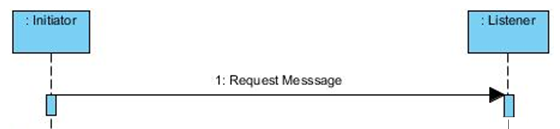 : Initiator
: Listener
1: Request Messsage